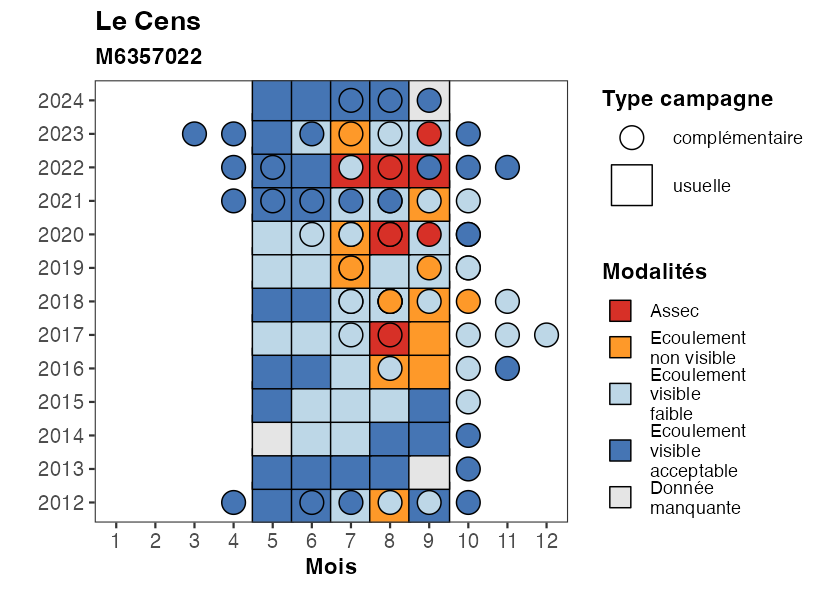 Le Cens
M6357022
2024
2023
2022
2021
2020
2019
2018
2017
2016
2015
2014
2013
2012
1 2 3 4 5 6 7 8 9 10 11 12
Mois
Type campagne
complémentaire
usuelle
Modalités
Assec
Ecoulement
non visible
Ecoulement
visible
faible
Ecoulement
visible
acceptable
Donnée
manquante